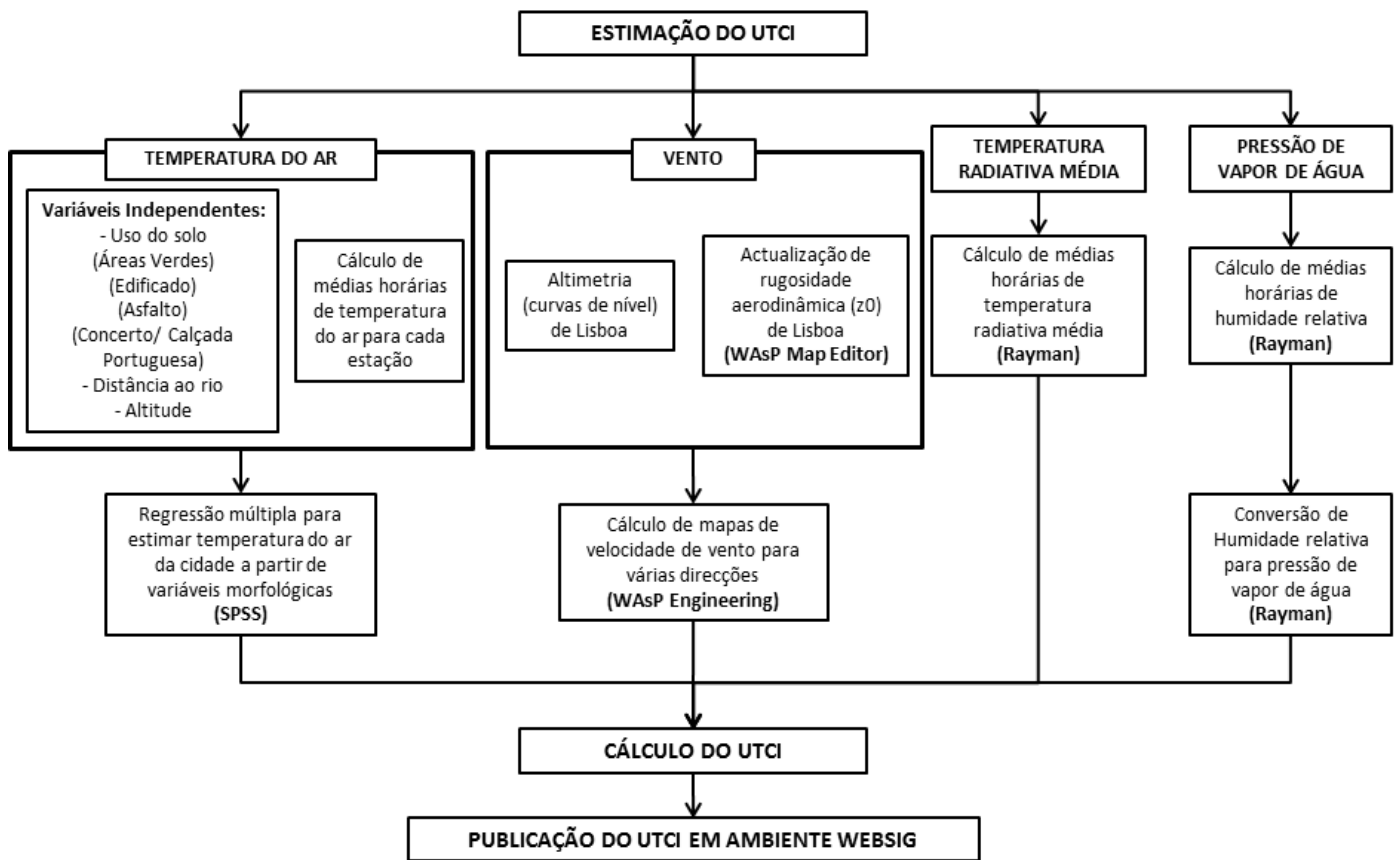 ESTIMAÇÃO DO UTCI
TEMPERATURA DO AR
Variáveis Independentes:
- Uso do solo
(Áreas Verdes)
(Edificado)
(Asfalto)
(Concerto/ Calçada
Portuguesa)
- Distância ao rio
- Altitude
Cálculo de
médias horárias
de temperatura
do ar para cada
estação
Regressão múltipla para
estimar temperatura do ar
da cidade a partir de
variáveis morfológicas
(SPSS)
VENTO
Altimetria
(curvas de nível)
de Lisboa
Actualização de
rugosidade
aerodinâmica (z0)
de Lisboa
(WAsP Map Editor)
Cálculo de mapas de
velocidade de vento para
várias direcções
(WAsP Engineering)
TEMPERATURA
RADIATIVA MÉDIA
Cálculo de médias
horárias de
temperatura
radiativa média
(Rayman)
PRESSÃO DE
VAPOR DE ÁGUA
Cálculo de médias
horárias de
humidade relativa
(Rayman)
Conversão de
Humidade relativa
para pressão de
vapor de água
(Rayman)
CÁLCULO DO UTCI
PUBLICAÇÃO DO UTCI EM AMBIENTE WEBSIG